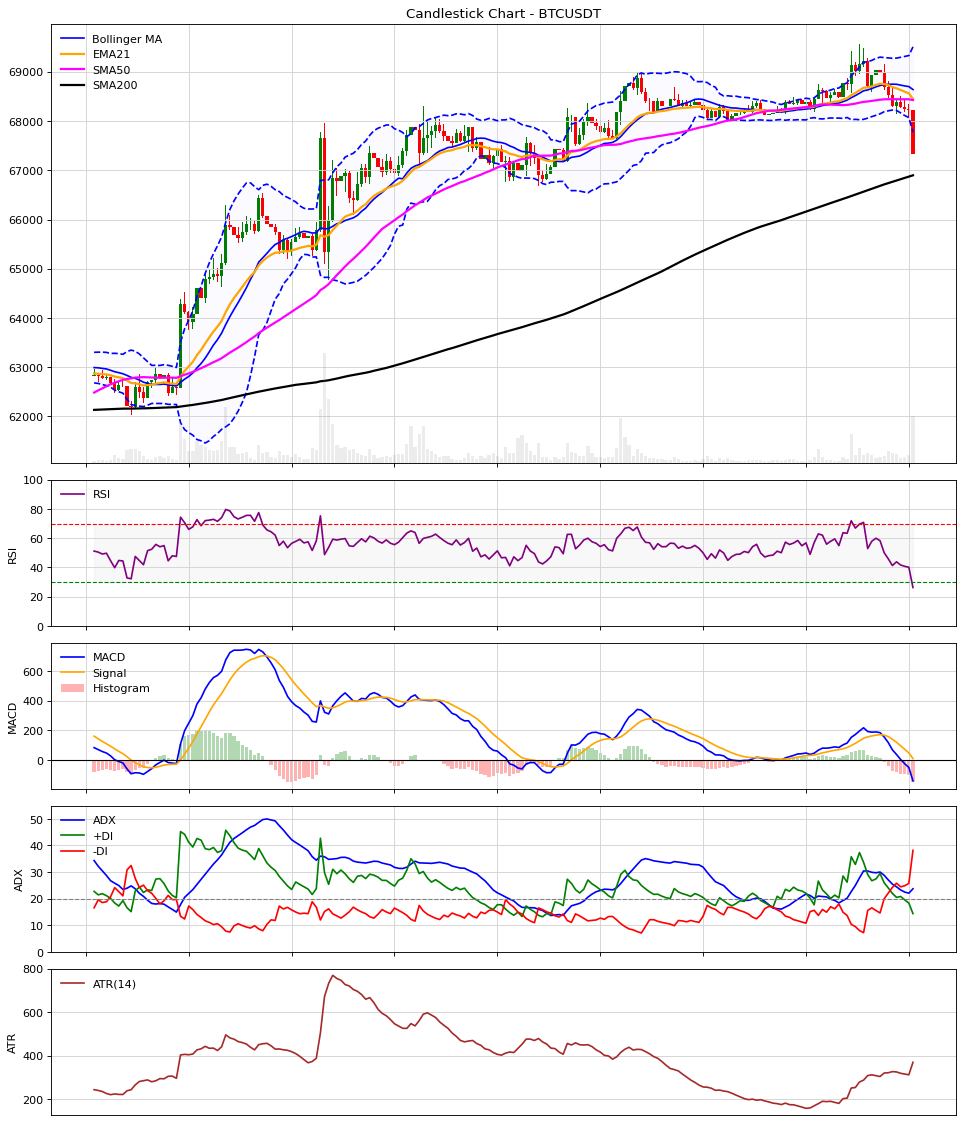 Candlestick Chart - BTCUSDT
Bollinger MA
EMA21
SMA50
SMA200
69000
68000
67000
66000
65000
64000
63000
62000
RSI
RSI
100
80
60
40
20
0
MACD
Signal
Histogram
MACD
600
400
200
0
ADX
+DI
-DI
ADX
50
40
30
20
10
0
ATR(14)
ATR
800
600
400
200